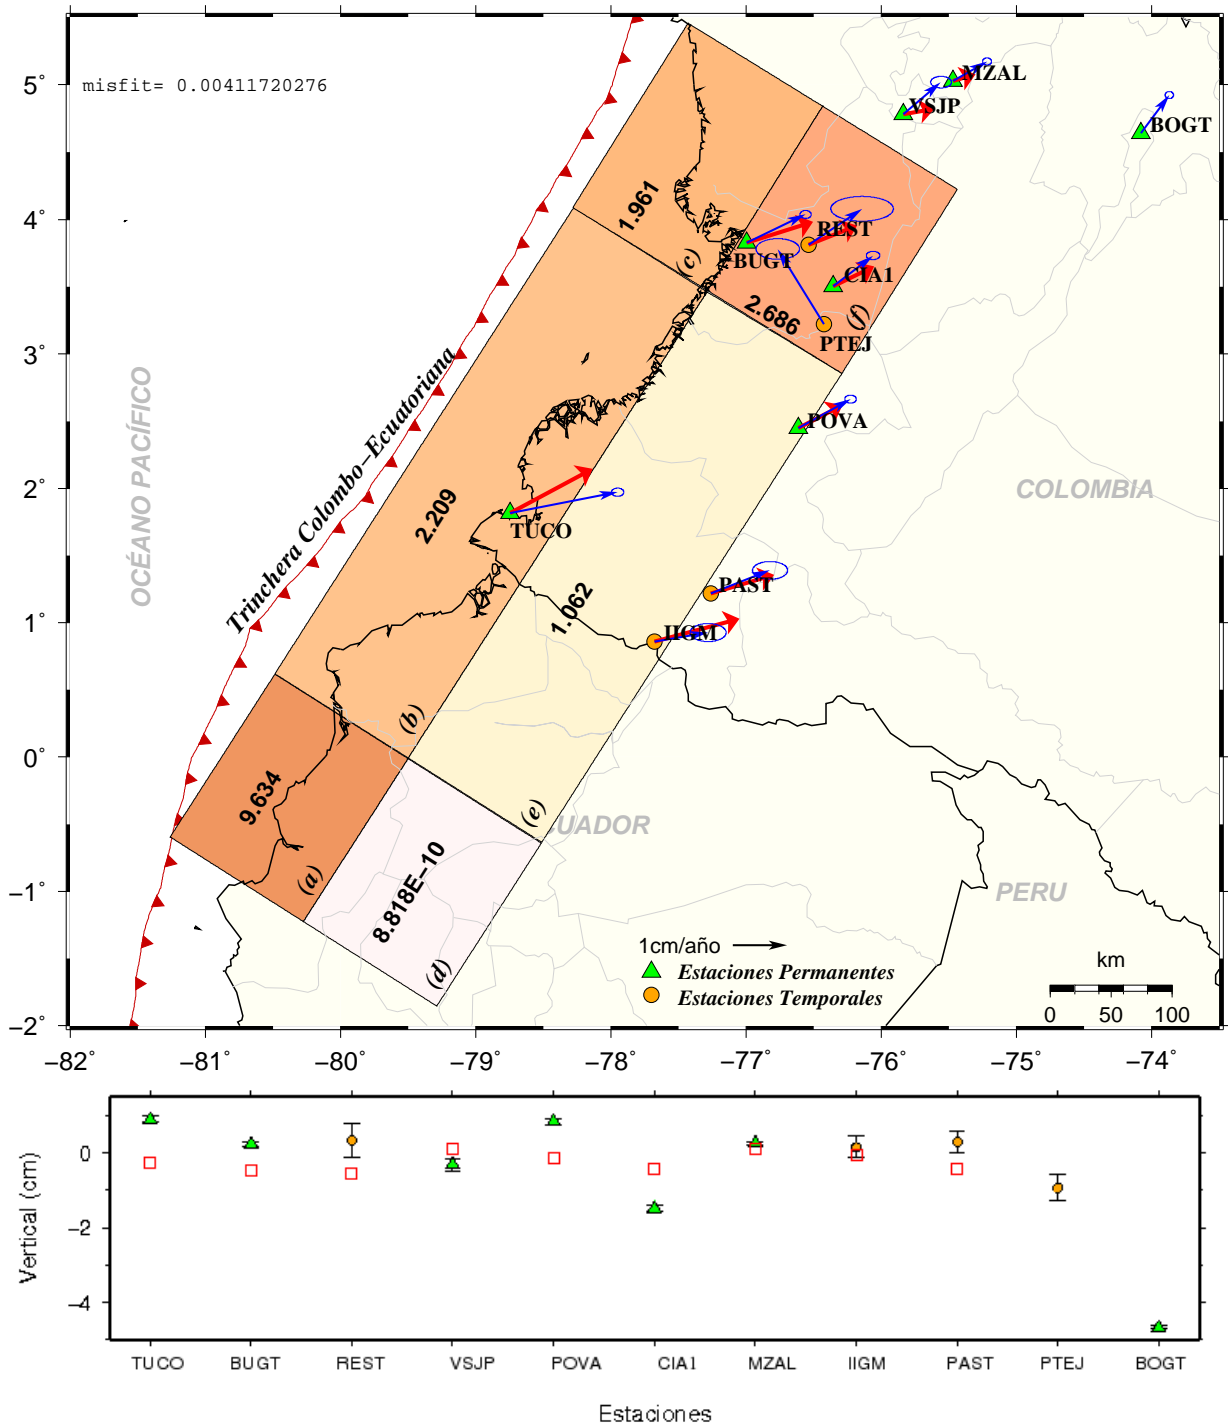 5°
4°
3°
2°
1°
0°
−1°
−2°
−82°
−81°
−80°
−79°
−78°
−77°
−76°
−75°
−74°
misfit= 0.00411720276
MZAL
VSJP
BOGT
1.961
REST
BUGT
(c)
CIA1
2.686
(f)
PTEJ
Trinchera Colombo−Ecuatoriana
OCÉANO PACÍFICO
POVA
COLOMBIA
2.209
TUCO
PAST
1.062
IIGM
(b)
9.634
(e)
CUADOR
(a)
8.818E−10
PERU
(d)
1cm/año
Estaciones Permanentes
Estaciones Temporales
km
0 50 100
Vertical (cm)
0
−2
−4
TUCO BUGT REST VSJP POVA CIA1 MZAL IIGM PAST PTEJ BOGT
Estaciones